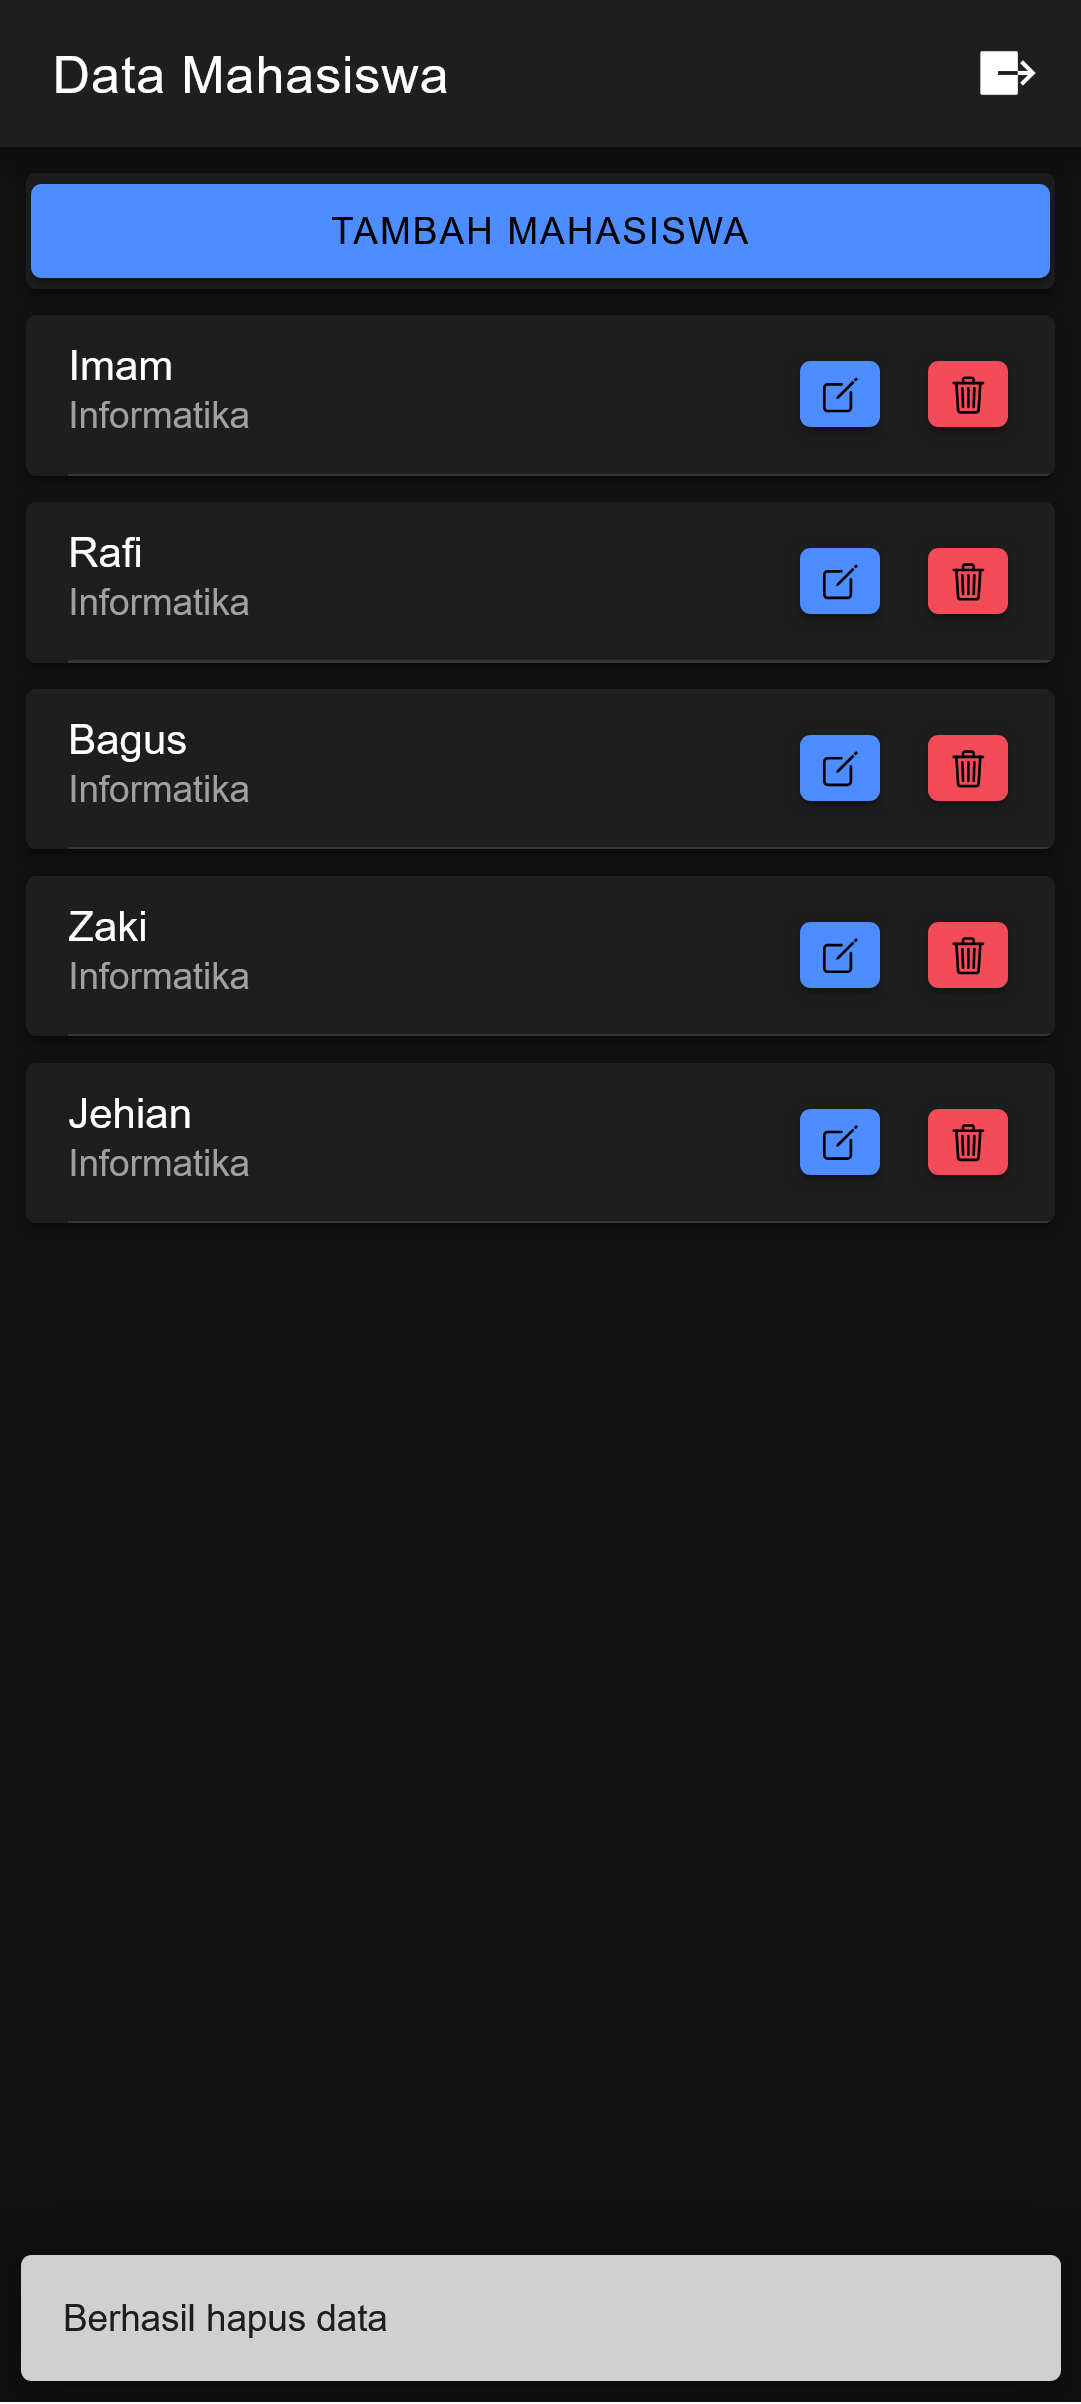 Data Mahasiswa
TAMBAH MAHASISWA
Imam
Informatika
Rafi
Informatika
Bagus
Informatika
Zaki
Informatika
Jehian
Informatika
Berhasil hapus data